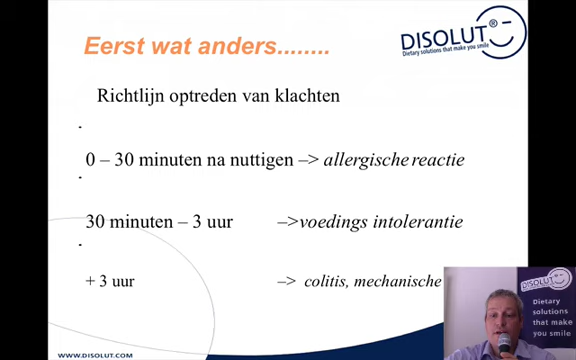 Eerst wat anders........
DISOLUT®
Dietary solutions that make you smile
Richtlijn optreden van klachten
0 – 30 minuten na nuttigen –> allergische reactie
30 minuten – 3 uur –>voedings intolerantie
+ 3 uur –> colitis, mechanische
DISOLUT
Dietary
solutions
that make
you smile
WWW.DISOLUT.COM